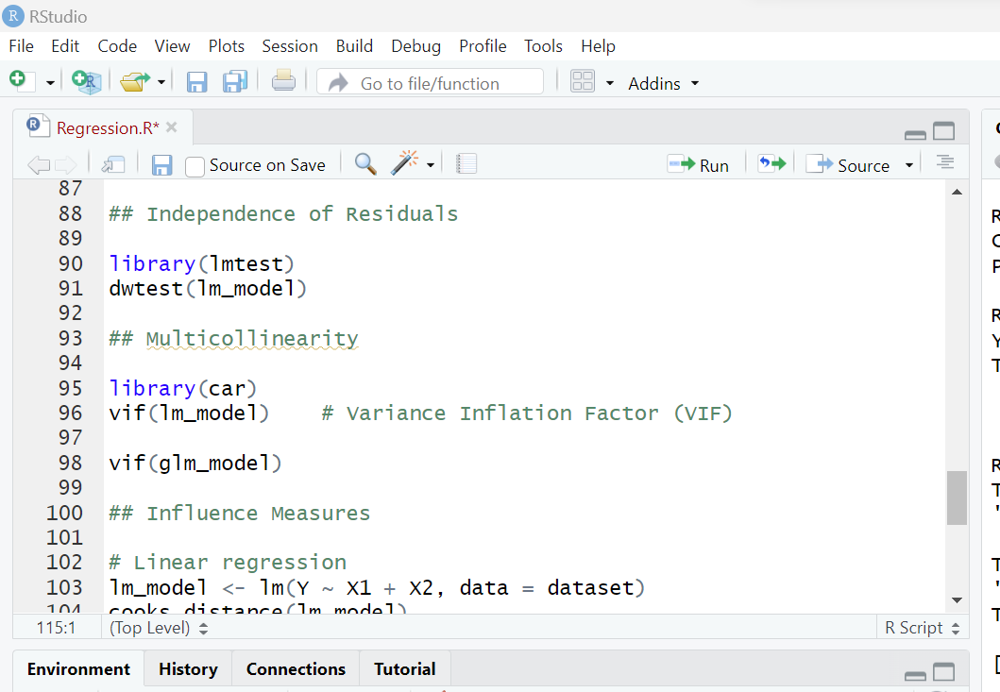 RStudio
File Edit Code View Plots Session Build Debug Profile Tools Help
Go to file/function Addins
Regression.R*
Source on Save Run Source
87
88 ## Independence of Residuals
89
90 library(lmtest)
91 dwtest(lm_model)
92
93 ## Multicollinearity
94
95 library(car)
96 vif(lm_model)    # Variance Inflation Factor (VIF)
97
98 vif(glm_model)
99
100 ## Influence Measures
101
102 # Linear regression
103 lm_model <- lm(Y ~ X1 + X2, data = dataset)
104 cooks.distance(lm_model)
115:1 (Top Level) R Script
Environment History Connections Tutorial